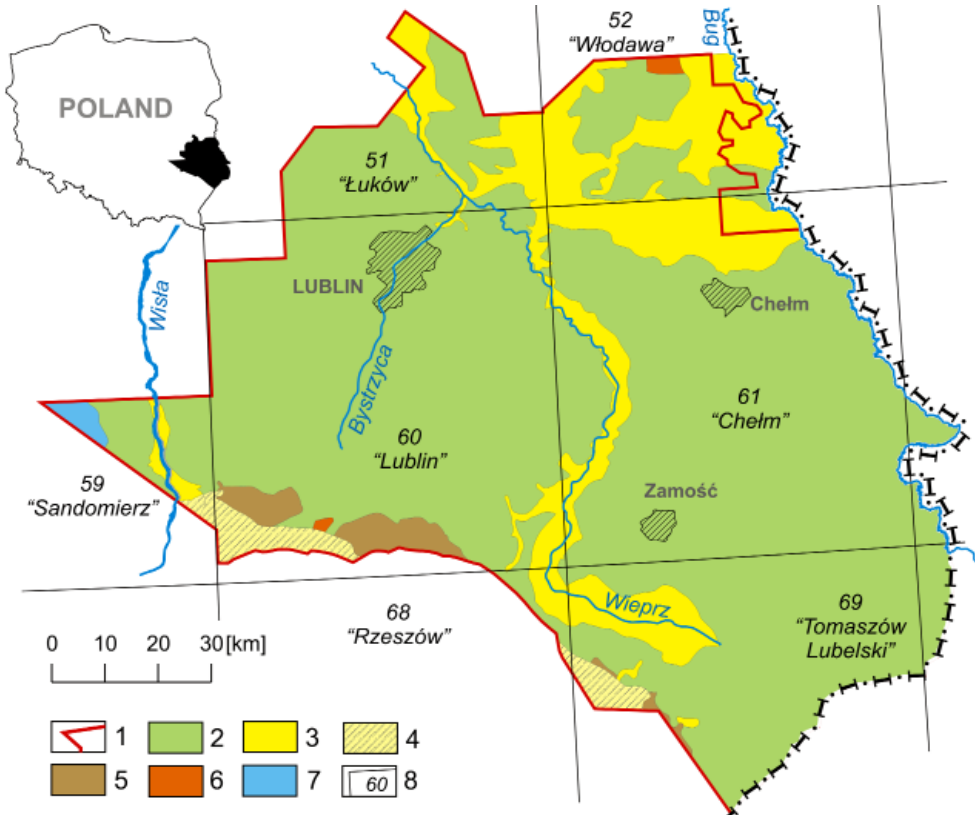 52
“Włodawa”
Bug
POLAND
51
“Łuków”
LUBLIN
Wisła
Chełm
Bystrzyca
61
“Chełm”
60
“Lublin”
59
“Sandomierz”
Zamość
Wieprz
68
“Rzeszów”
69
“Tomaszów
Lubelski”
0 10 20 30[km]
1 2 3 4
5 6 7 60 8